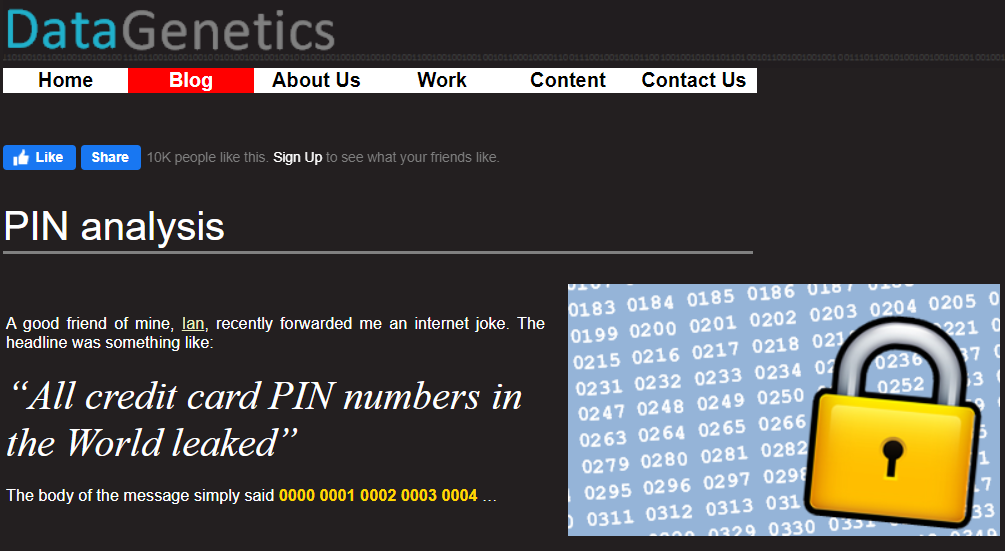 DataGenetics
Home Blog About Us Work Content Contact Us
Like Share 10K people like this. Sign Up to see what your friends like.
PIN analysis
A good friend of mine, Ian, recently forwarded me an internet joke. The
headline was something like:
“All credit card PIN numbers in
the World leaked”
The body of the message simply said 0000 0001 0002 0003 0004 ...
0183 0184 0185 0186 0187
0199 0200 0201 0202 0203 0204 0205
0215 0216 0217 0218
0231 0232 0233 0234 0236
0247 0248 0249 0250 0252
0263 0264 0265 0266
0279 0280 0281 0282
0295 0296 0297 0298
0311 0312 0313
0329 0330